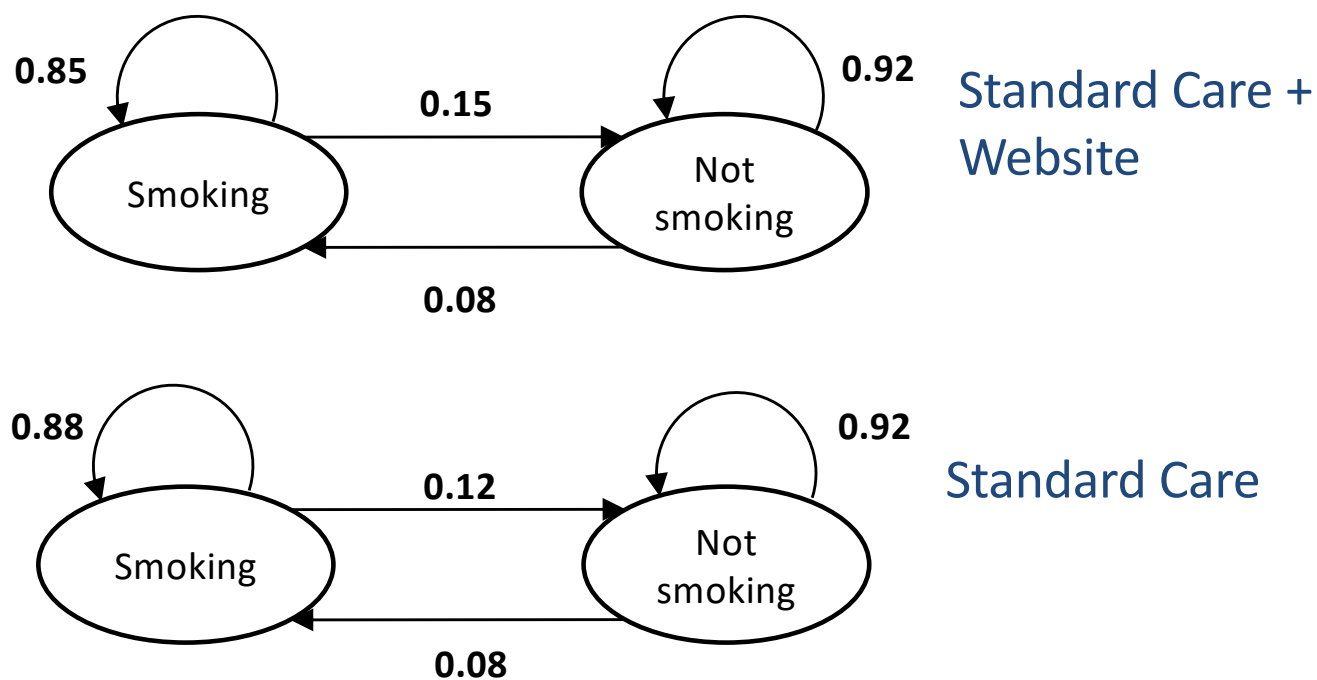 0.85
0.15
0.92
Standard Care +
Website
Smoking
Not
smoking
0.08
0.88
0.12
0.92
Standard Care
Smoking
Not
smoking
0.08